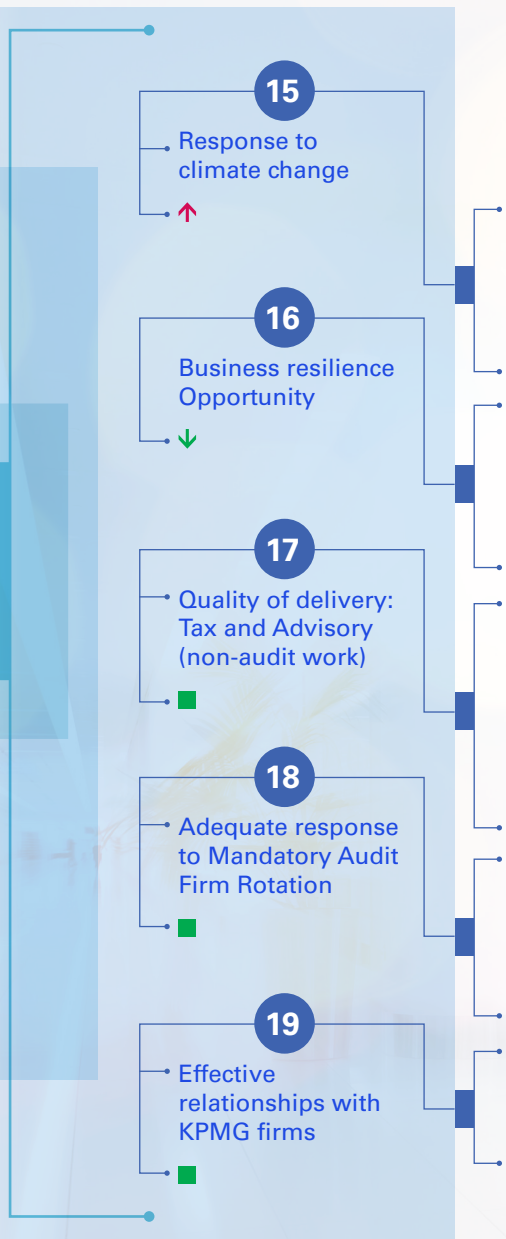 15
Response to
climate change
16
Business resilience
Opportunity
17
Quality of delivery:
Tax and Advisory
(non-audit work)
18
Adequate response
to Mandatory Audit
Firm Rotation
19
Effective
relationships with
KPMG firms